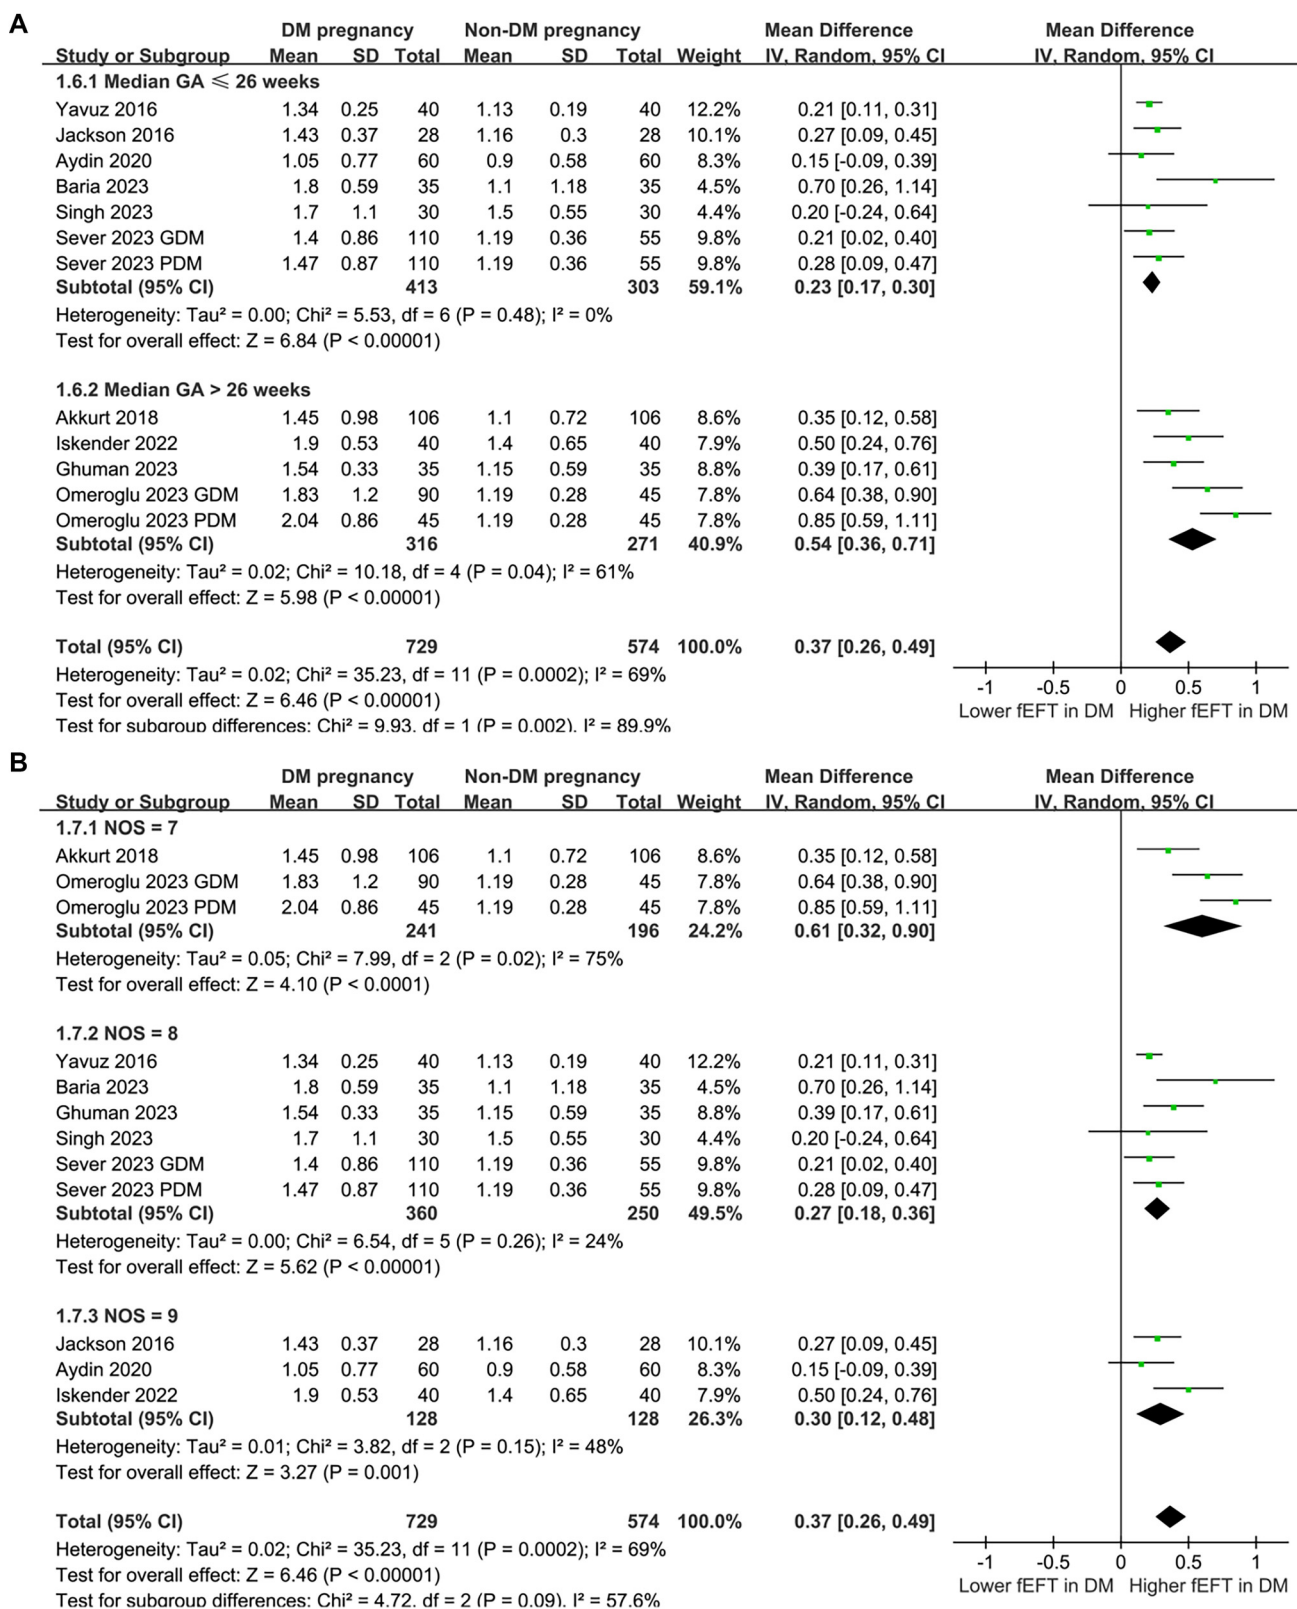 A
DM pregnancy Non-DM pregnancy Mean Difference Mean Difference
Study or Subgroup Mean SD Total Mean SD Total Weight IV, Random, 95% CI IV, Random, 95% CI
1.6.1 Median GA ⩽ 26 weeks
Yavuz 2016 1.34 0.25 40 1.13 0.19 40 12.2% 0.21 [0.11, 0.31]
Jackson 2016 1.43 0.37 28 1.16 0.3 28 10.1% 0.27 [0.09, 0.45]
Aydin 2020 1.05 0.77 60 0.9 0.58 60 8.3% 0.15 [-0.09, 0.39]
Baria 2023 1.8 0.59 35 1.1 1.18 35 4.5% 0.70 [0.26, 1.14]
Singh 2023 1.7 1.1 30 1.5 0.55 30 4.4% 0.20 [-0.24, 0.64]
Sever 2023 GDM 1.4 0.86 110 1.19 0.36 55 9.8% 0.21 [0.02, 0.40]
Sever 2023 PDM 1.47 0.87 110 1.19 0.36 55 9.8% 0.28 [0.09, 0.47]
Subtotal (95% CI) 413 303 59.1% 0.23 [0.17, 0.30]
Heterogeneity: Tau² = 0.00; Chi² = 5.53, df = 6 (P = 0.48); I² = 0%
Test for overall effect: Z = 6.84 (P < 0.00001)
1.6.2 Median GA > 26 weeks
Akkurt 2018 1.45 0.98 106 1.1 0.72 106 8.6% 0.35 [0.12, 0.58]
Iskender 2022 1.9 0.53 40 1.4 0.65 40 7.9% 0.50 [0.24, 0.76]
Ghuman 2023 1.54 0.33 35 1.15 0.59 35 8.8% 0.39 [0.17, 0.61]
Omeroglu 2023 GDM 1.83 1.2 90 1.19 0.28 45 7.8% 0.64 [0.38, 0.90]
Omeroglu 2023 PDM 2.04 0.86 45 1.19 0.28 45 7.8% 0.85 [0.59, 1.11]
Subtotal (95% CI) 316 271 40.9% 0.54 [0.36, 0.71]
Heterogeneity: Tau² = 0.02; Chi² = 10.18, df = 4 (P = 0.04); I² = 61%
Test for overall effect: Z = 5.98 (P < 0.00001)
Total (95% CI) 729 574 100.0% 0.37 [0.26, 0.49]
Heterogeneity: Tau² = 0.02; Chi² = 35.23, df = 11 (P = 0.0002); I² = 69%
Test for overall effect: Z = 6.46 (P < 0.00001)
Test for subgroup differences: Chi² = 9.93, df = 1 (P = 0.002), I² = 89.9%
-1 -0.5 0 0.5 1
Lower fEFT in DM Higher fEFT in DM
B
DM pregnancy Non-DM pregnancy Mean Difference Mean Difference
Study or Subgroup Mean SD Total Mean SD Total Weight IV, Random, 95% CI IV, Random, 95% CI
1.7.1 NOS = 7
Akkurt 2018 1.45 0.98 106 1.1 0.72 106 8.6% 0.35 [0.12, 0.58]
Omeroglu 2023 GDM 1.83 1.2 90 1.19 0.28 45 7.8% 0.64 [0.38, 0.90]
Omeroglu 2023 PDM 2.04 0.86 45 1.19 0.28 45 7.8% 0.85 [0.59, 1.11]
Subtotal (95% CI) 241 196 24.2% 0.61 [0.32, 0.90]
Heterogeneity: Tau² = 0.05; Chi² = 7.99, df = 2 (P = 0.02); I² = 75%
Test for overall effect: Z = 4.10 (P < 0.0001)
1.7.2 NOS = 8
Yavuz 2016 1.34 0.25 40 1.13 0.19 40 12.2% 0.21 [0.11, 0.31]
Baria 2023 1.8 0.59 35 1.1 1.18 35 4.5% 0.70 [0.26, 1.14]
Ghuman 2023 1.54 0.33 35 1.15 0.59 35 8.8% 0.39 [0.17, 0.61]
Singh 2023 1.7 1.1 30 1.5 0.55 30 4.4% 0.20 [-0.24, 0.64]
Sever 2023 GDM 1.4 0.86 110 1.19 0.36 55 9.8% 0.21 [0.02, 0.40]
Sever 2023 PDM 1.47 0.87 110 1.19 0.36 55 9.8% 0.28 [0.09, 0.47]
Subtotal (95% CI) 360 250 49.5% 0.27 [0.18, 0.36]
Heterogeneity: Tau² = 0.00; Chi² = 6.54, df = 5 (P = 0.26); I² = 24%
Test for overall effect: Z = 5.62 (P < 0.00001)
1.7.3 NOS = 9
Jackson 2016 1.43 0.37 28 1.16 0.3 28 10.1% 0.27 [0.09, 0.45]
Aydin 2020 1.05 0.77 60 0.9 0.58 60 8.3% 0.15 [-0.09, 0.39]
Iskender 2022 1.9 0.53 40 1.4 0.65 40 7.9% 0.50 [0.24, 0.76]
Subtotal (95% CI) 128 128 26.3% 0.30 [0.12, 0.48]
Heterogeneity: Tau² = 0.01; Chi² = 3.82, df = 2 (P = 0.15); I² = 48%
Test for overall effect: Z = 3.27 (P = 0.001)
Total (95% CI) 729 574 100.0% 0.37 [0.26, 0.49]
Heterogeneity: Tau² = 0.02; Chi² = 35.23, df = 11 (P = 0.0002); I² = 69%
Test for overall effect: Z = 6.46 (P < 0.00001)
Test for subgroup differences: Chi² = 4.72, df = 2 (P = 0.09), I² = 57.6%
-1 -0.5 0 0.5 1
Lower fEFT in DM Higher fEFT in DM